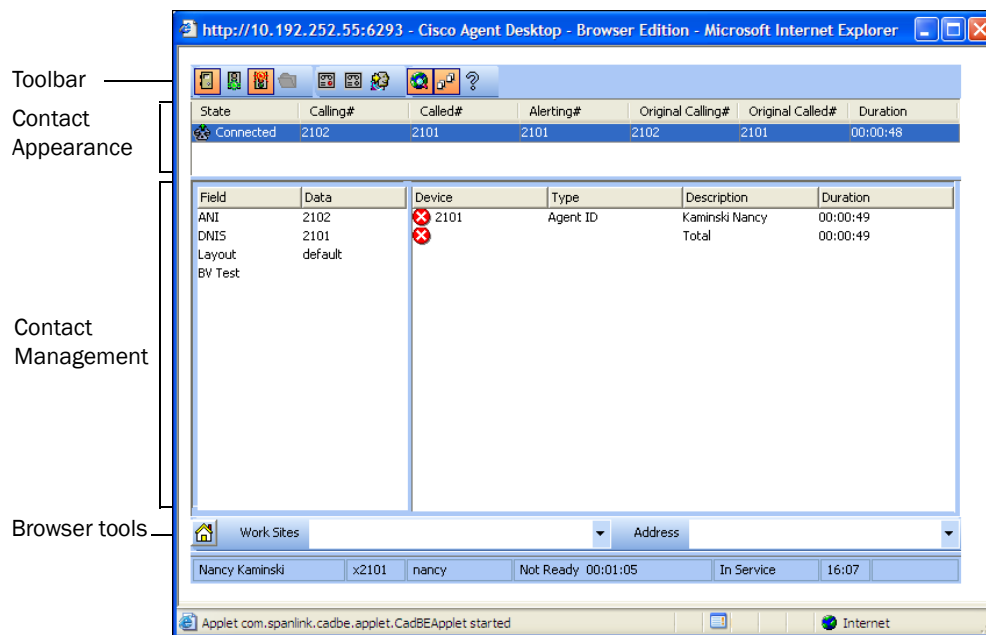 http://10.192.252.55:6293 - Cisco Agent Desktop - Browser Edition - Microsoft Internet Explorer
Toolbar
Contact Appearance
State Calling# Called# Alerting# Original Calling# Original Called# Duration
Connected 2102 2101 2101 2102 2101 00:00:48
Contact Management
Field Data Device Type Description Duration
ANI 2102 2101 Agent ID Kaminski Nancy 00:00:49
DNIS 2101 Total 00:00:49
Layout default
BV Test
Browser tools
Work Sites Address
Nancy Kaminski x2101 nancy Not Ready 00:01:05 In Service 16:07
Applet com.spanlink.cadbe.applet.CadBEApplet started Internet